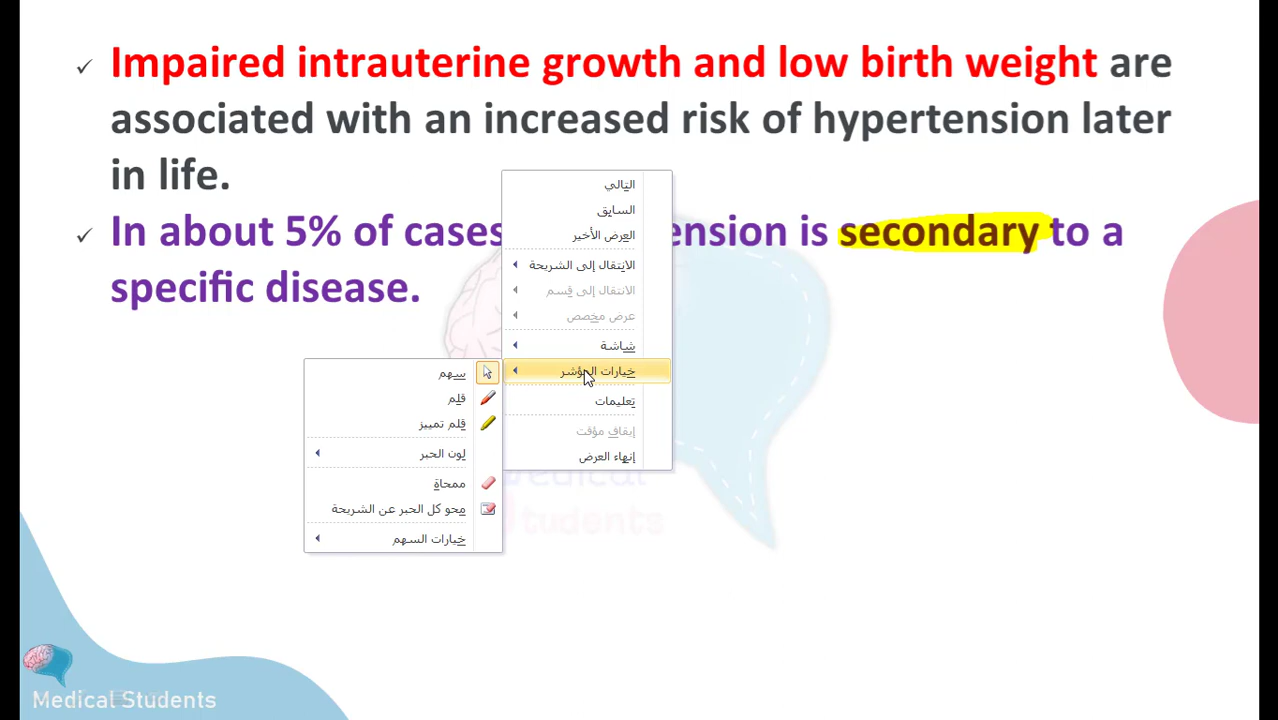 ✓ Impaired intrauterine growth and low birth weight are
associated with an increased risk of hypertension later
in life.
✓ In about 5% of cases ension is secondary to a
specific disease.
التالي
السابق
العرض الأخير
الانتقال إلى الشريحة
الانتقال إلى قسم
عرض مخصص
شاشة
خيارات المؤشر
تعليمات
إيقاف مؤقت
إنهاء العرض
سهم
قلم
قلم تمييز
لون الحبر
ممحاة
محو كل الحبر عن الشريحة
خيارات السهم
edical
tudents
Medical Students